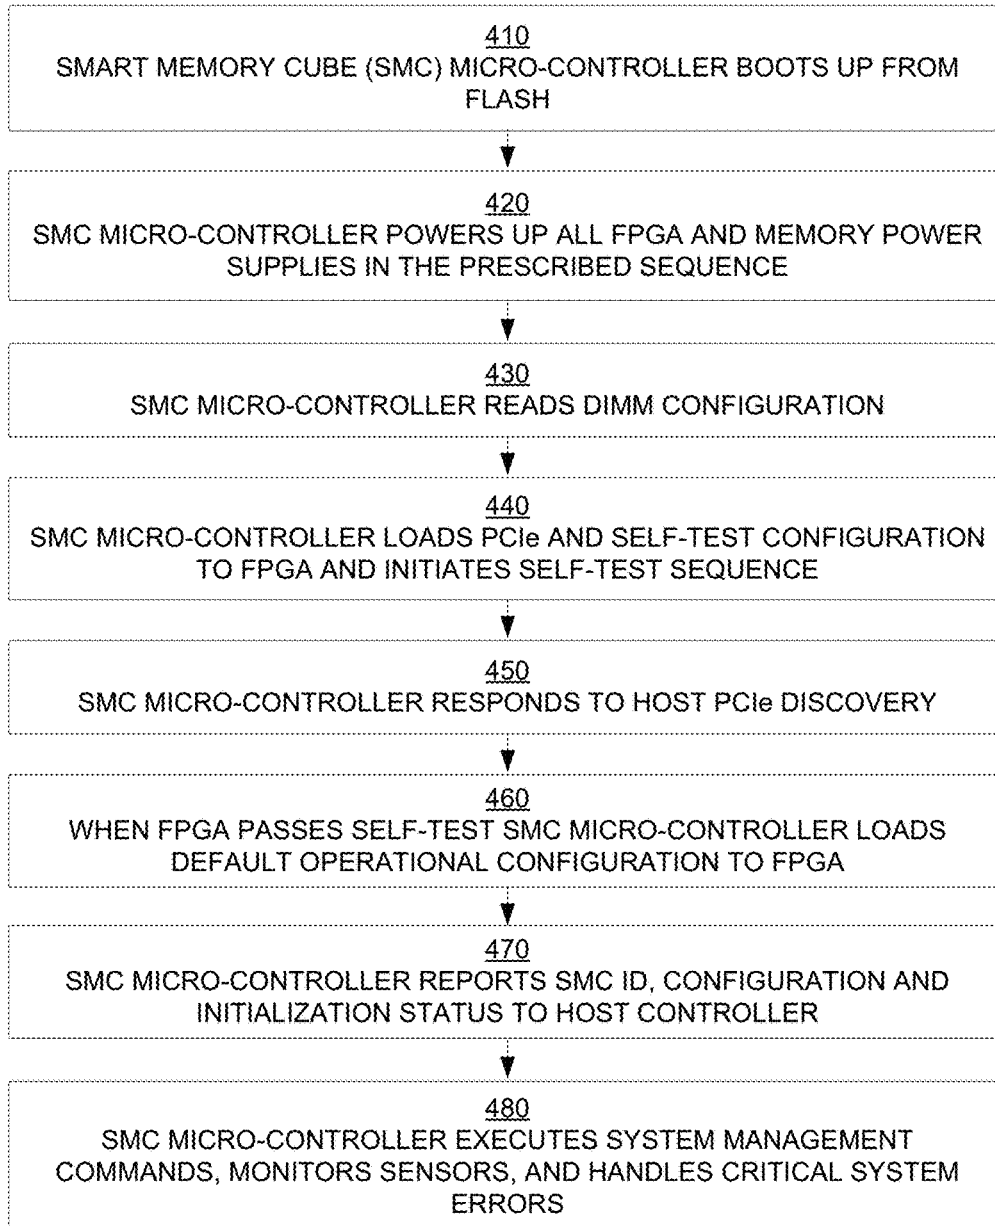 410
SMART MEMORY CUBE (SMC) MICRO-CONTROLLER BOOTS UP FROM
FLASH
420
SMC MICRO-CONTROLLER POWERS UP ALL FPGA AND MEMORY POWER
SUPPLIES IN THE PRESCRIBED SEQUENCE
430
SMC MICRO-CONTROLLER READS DIMM CONFIGURATION
440
SMC MICRO-CONTROLLER LOADS PCIe AND SELF-TEST CONFIGURATION
TO FPGA AND INITIATES SELF-TEST SEQUENCE
450
SMC MICRO-CONTROLLER RESPONDS TO HOST PCIe DISCOVERY
460
WHEN FPGA PASSES SELF-TEST SMC MICRO-CONTROLLER LOADS
DEFAULT OPERATIONAL CONFIGURATION TO FPGA
470
SMC MICRO-CONTROLLER REPORTS SMC ID, CONFIGURATION AND
INITIALIZATION STATUS TO HOST CONTROLLER
480
SMC MICRO-CONTROLLER EXECUTES SYSTEM MANAGEMENT
COMMANDS, MONITORS SENSORS, AND HANDLES CRITICAL SYSTEM
ERRORS